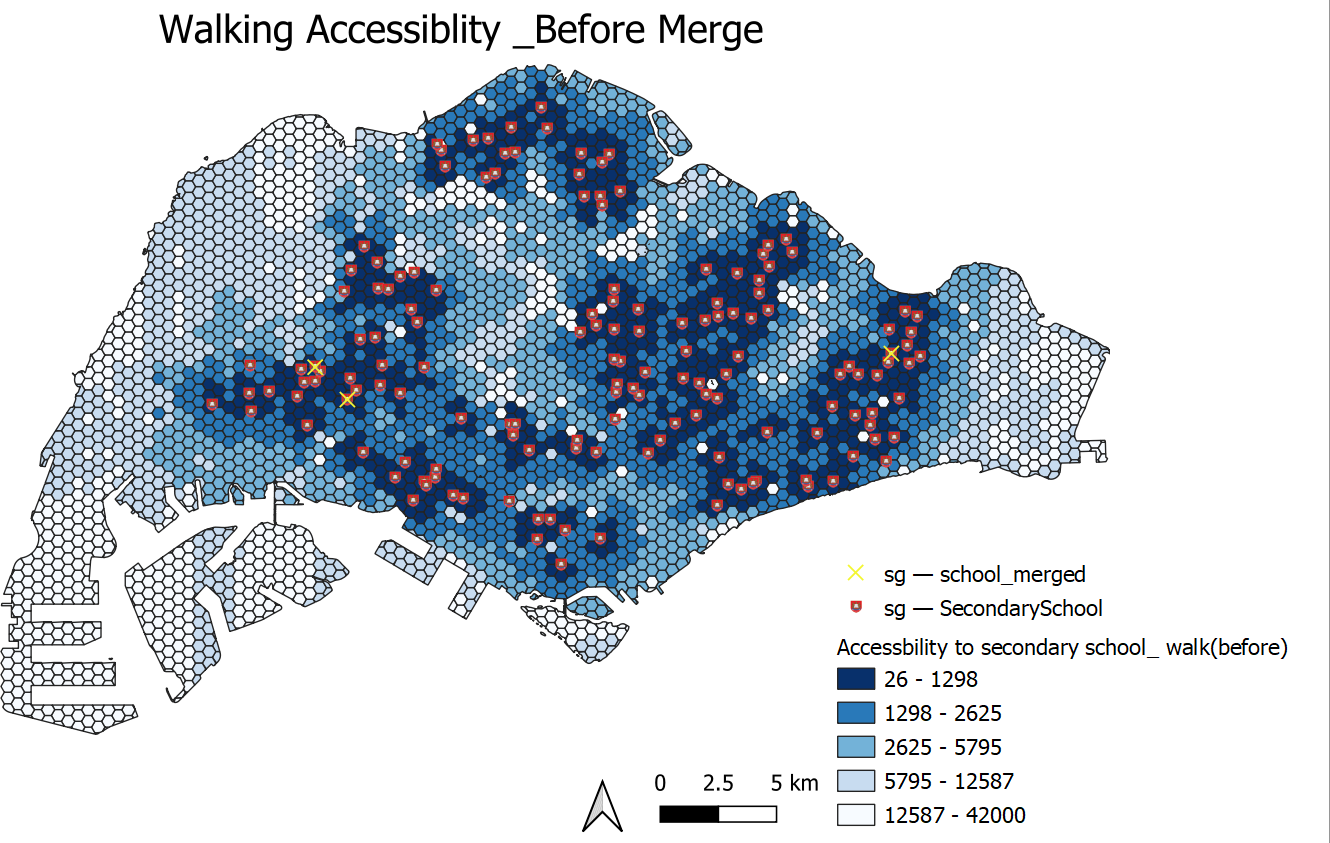 Walking Accessiblity _Before Merge
sg — school_merged
sg — SecondarySchool
Accessbility to secondary school_ walk(before)
26 - 1298
1298 - 2625
2625 - 5795
5795 - 12587
12587 - 42000
0 2.5 5 km